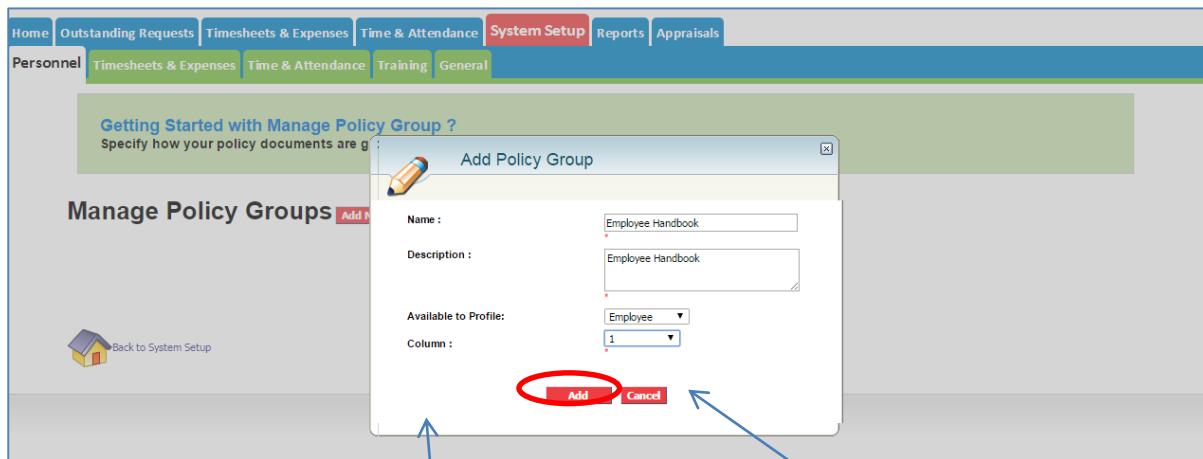 Home Outstanding Requests Timesheets & Expenses Time & Attendance System Setup Reports Appraisals
Personnel Timesheets & Expenses Time & Attendance Training General
Getting Started with Manage Policy Group ?
Specify how your policy documents are
Manage Policy Groups Add
Add Policy Group
Name : Employee Handbook
*
Description : Employee Handbook
*
Available to Profile: Employee
Column : 1
*
Back to System Setup
Add Cancel